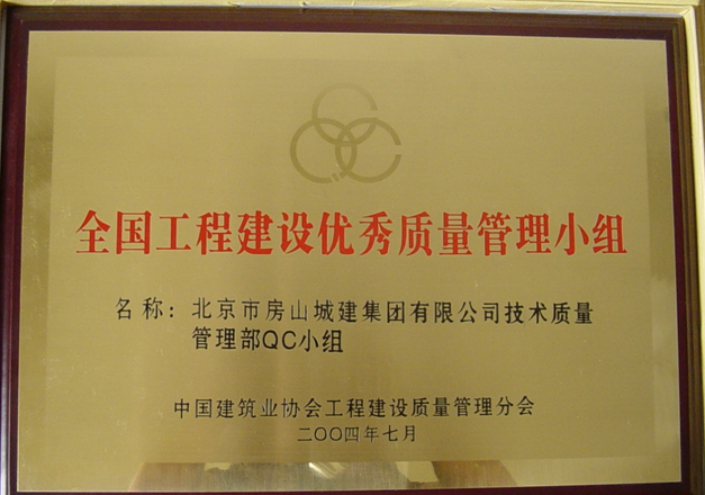 全国工程建设优秀质量管理小组
名称：北京市房山城建集团有限公司技术质量
管理部QC小组
中国建筑业协会工程建设质量管理分会
二〇〇四年七月